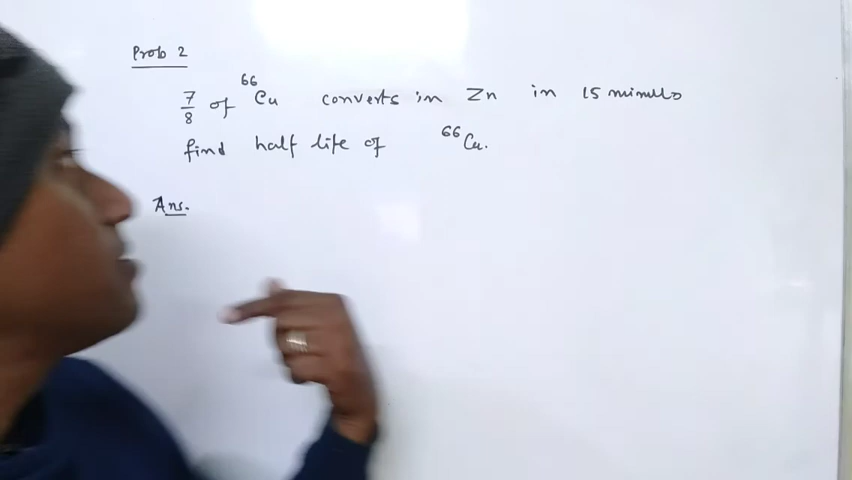 Prob 2
7/8 of ⁶⁶Cu converts in Zn in 15 minutes
find half life of ⁶⁶Cu.
Ans.